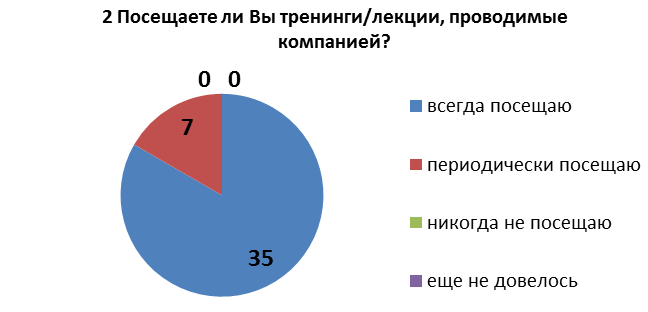 2 Посещаете ли Вы тренинги/лекции, проводимые
компанией?
0 0
7
35
всегда посещаю
периодически посещаю
никогда не посещаю
еще не довелось